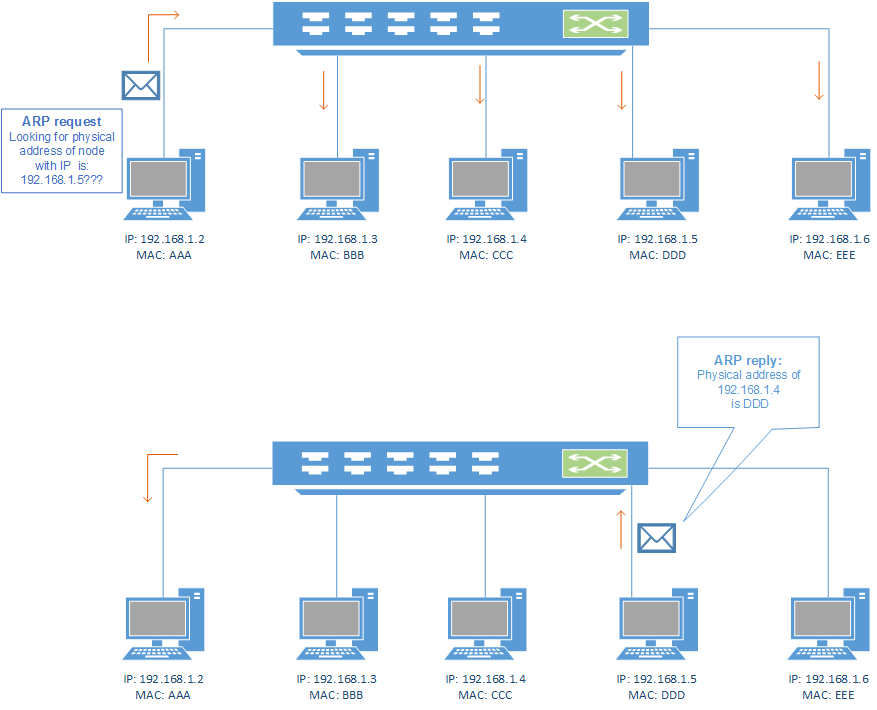 ARP request
Looking for physical
address of node
with IP is:
192.168.1.5???
IP: 192.168.1.2
MAC: AAA
IP: 192.168.1.3
MAC: BBB
IP: 192.168.1.4
MAC: CCC
IP: 192.168.1.5
MAC: DDD
IP: 192.168.1.6
MAC: EEE
ARP reply:
Physical address of
192.168.1.4
is DDD
IP: 192.168.1.2
MAC: AAA
IP: 192.168.1.3
MAC: BBB
IP: 192.168.1.4
MAC: CCC
IP: 192.168.1.5
MAC: DDD
IP: 192.168.1.6
MAC: EEE